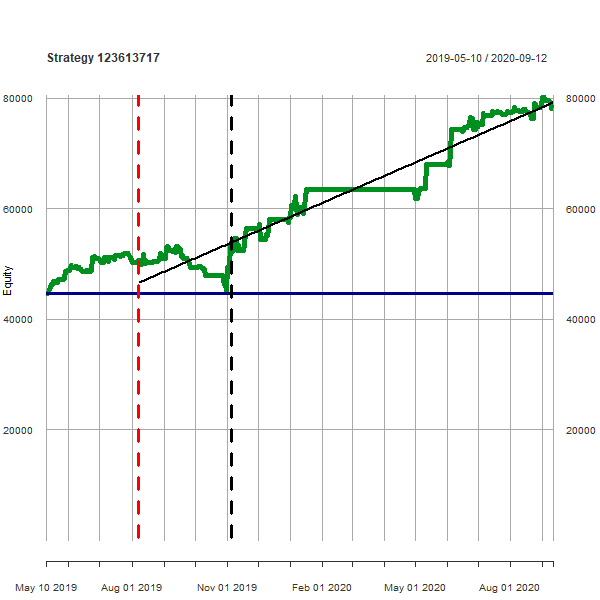 Strategy 123613717
2019-05-10 / 2020-09-12
80000
80000
60000
60000
Equity
40000
40000
20000
20000
May 10 2019
Aug 01 2019
Nov 01 2019
Feb 01 2020
May 01 2020
Aug 01 2020